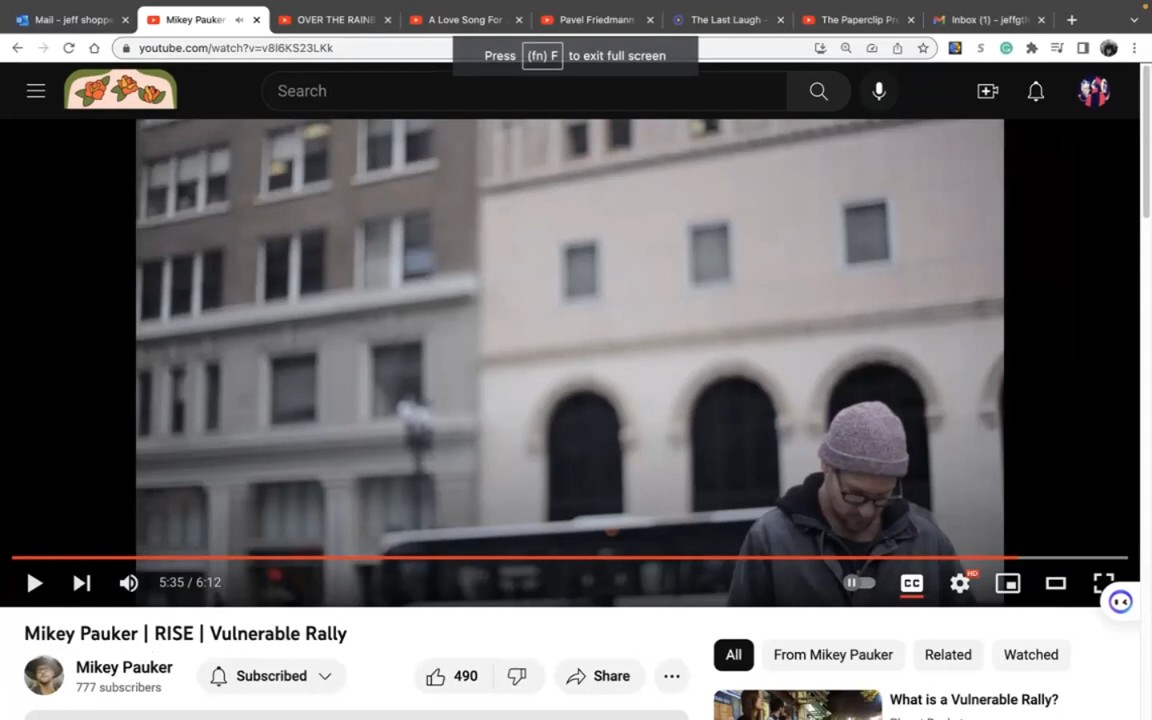 Mail - jeff shoppe
Mikey Pauker
OVER THE RAINB
A Love Song For
Pavel Friedmann
The Last Laugh -
The Paperclip Pr
Inbox (1) - jeffgt
youtube.com/watch?v=v8l6KS23LKk
Press (fn) F to exit full screen
Search
5:35 / 6:12
CC
HD
Mikey Pauker | RISE | Vulnerable Rally
Mikey Pauker
777 subscribers
Subscribed
490
Share
All
From Mikey Pauker
Related
Watched
What is a Vulnerable Rally?